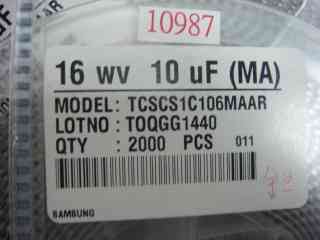 10987
16 wv 10 uF (MA)
MODEL : TCSCS1C106MAAR
LOTNO : TOQGG1440
QTY : 2000 PCS 011
SAMSUNG